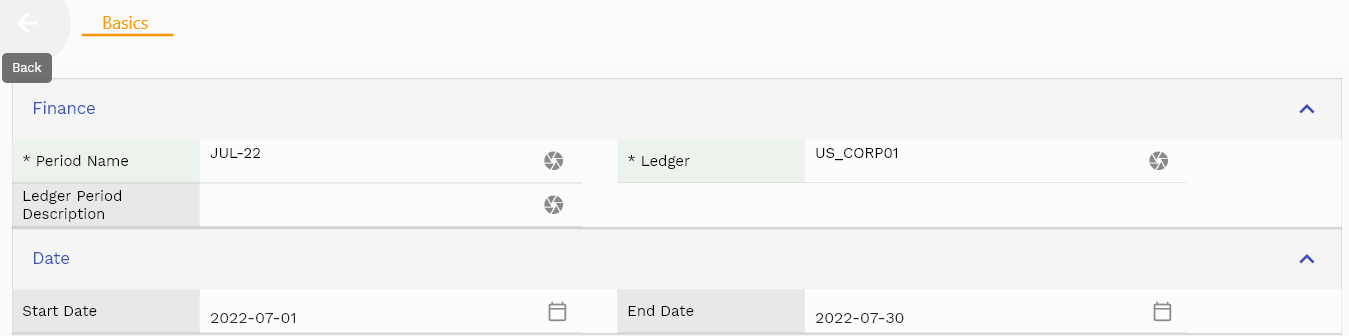 Basics
Back
Finance
* Period Name JUL-22 * Ledger US_CORP01
Ledger Period
Description
Date
Start Date 2022-07-01 End Date 2022-07-30